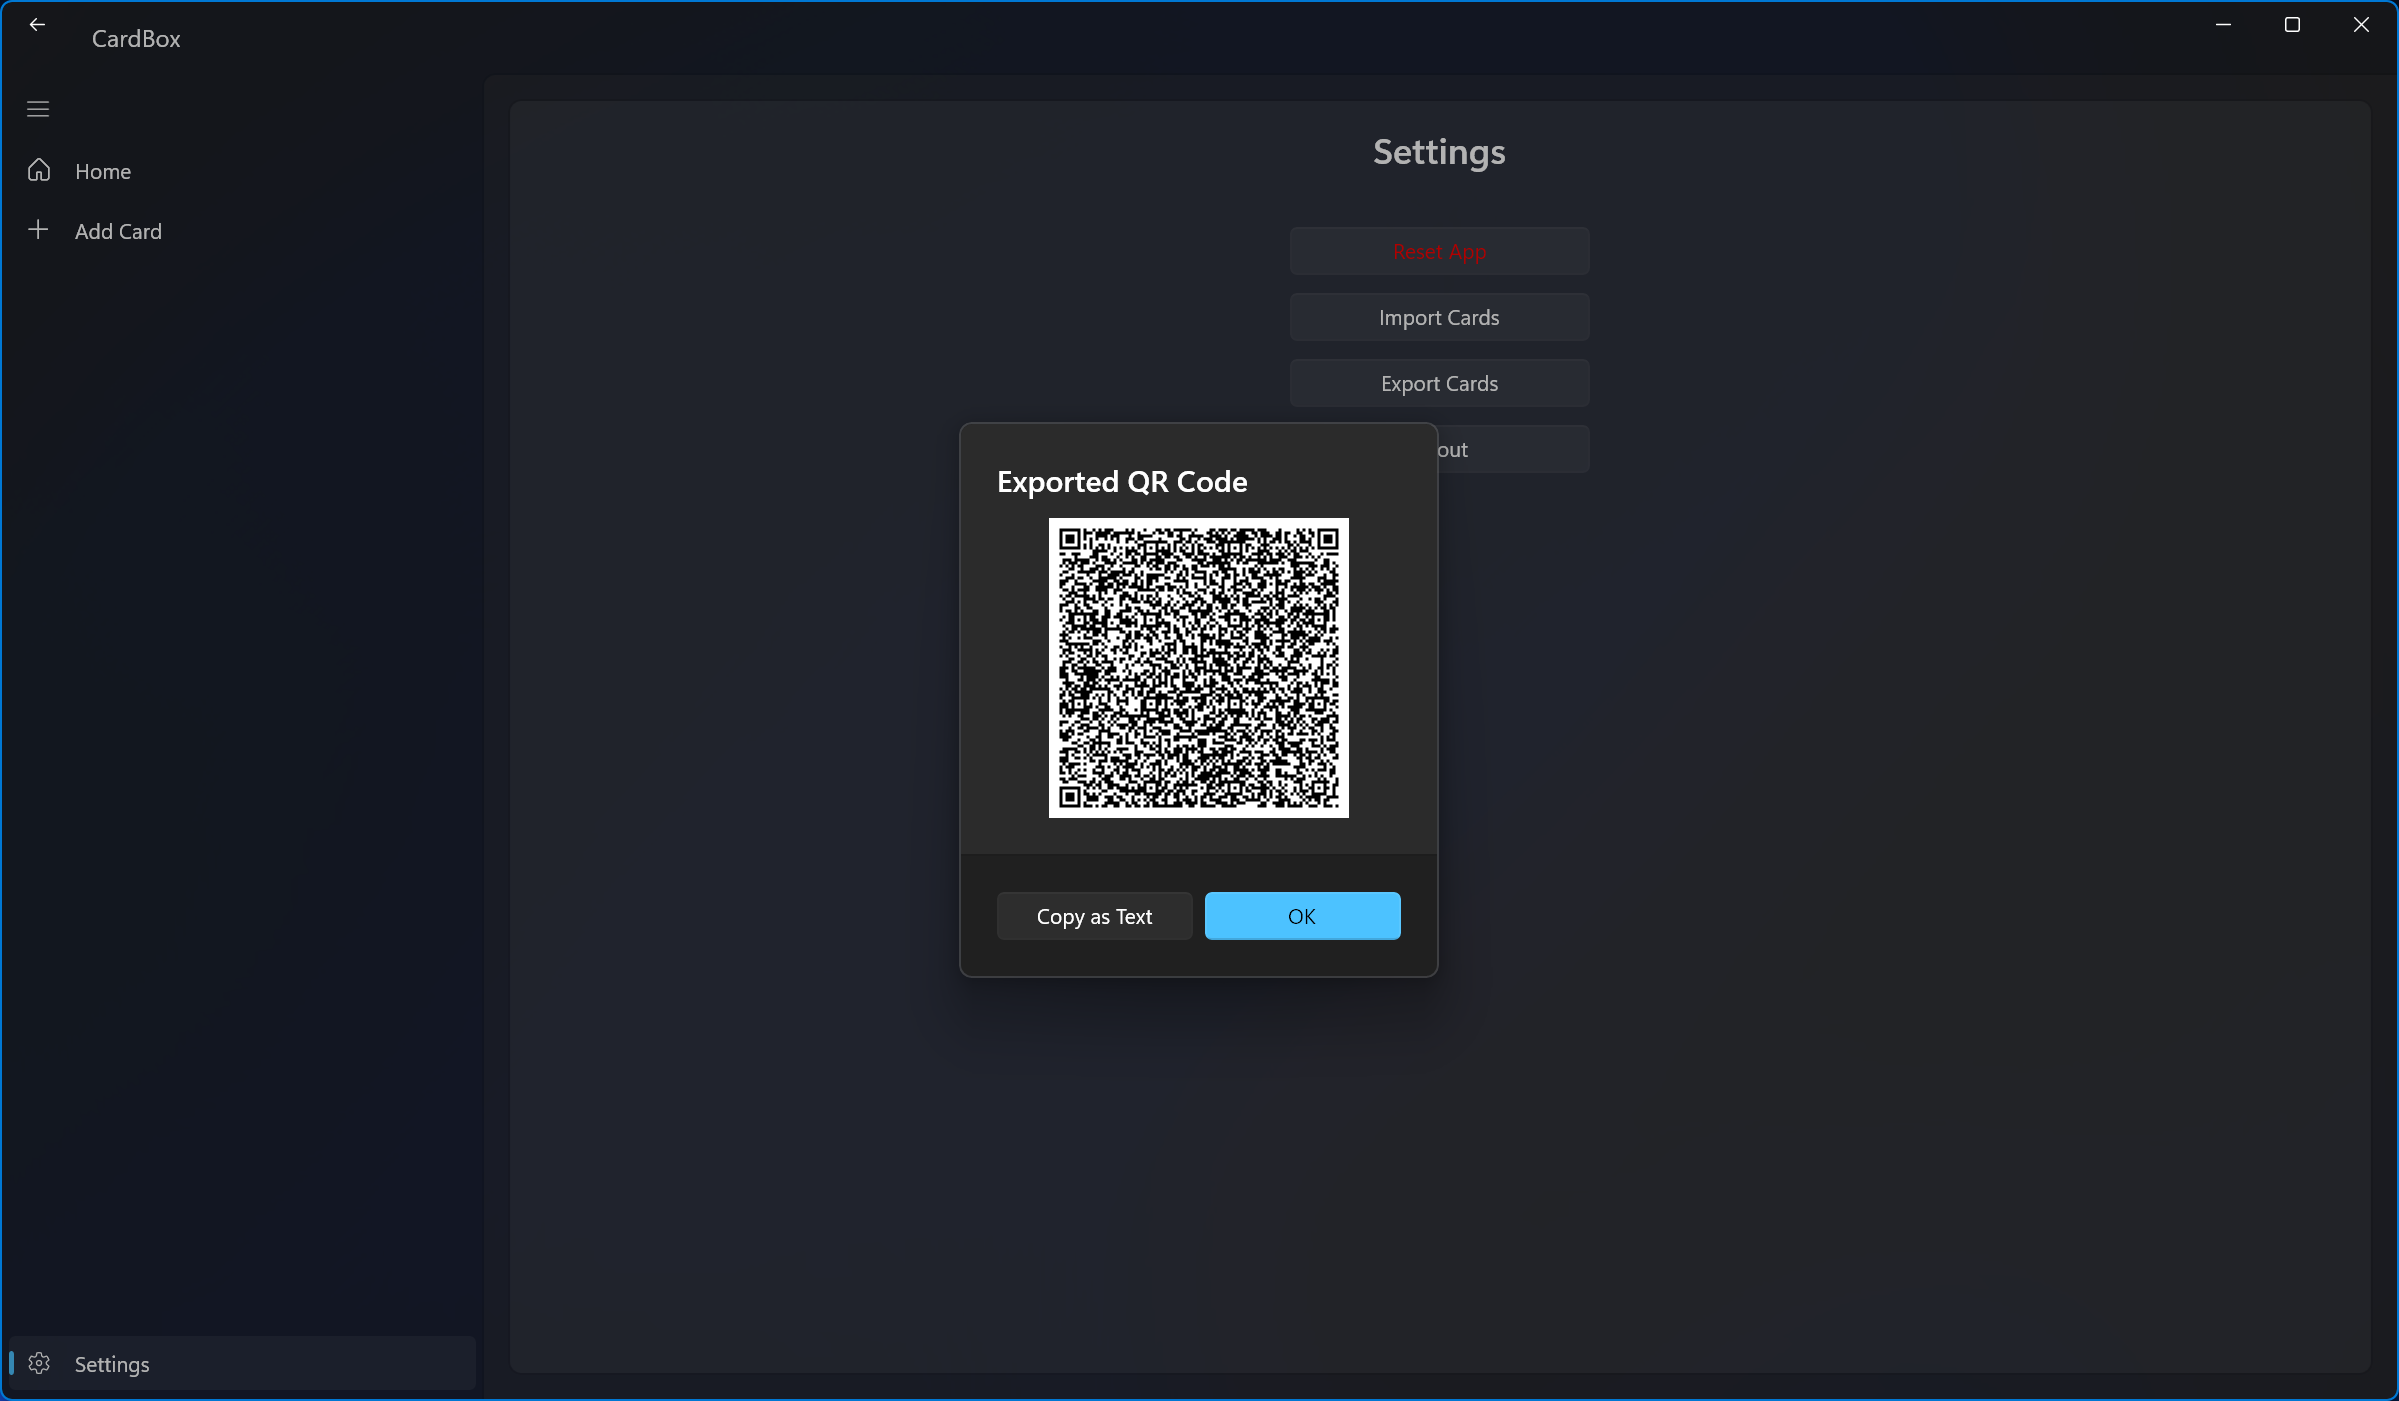 CardBox
Home
Add Card
Settings
Reset App
Import Cards
Export Cards
out
Exported QR Code
Copy as Text
OK
Settings